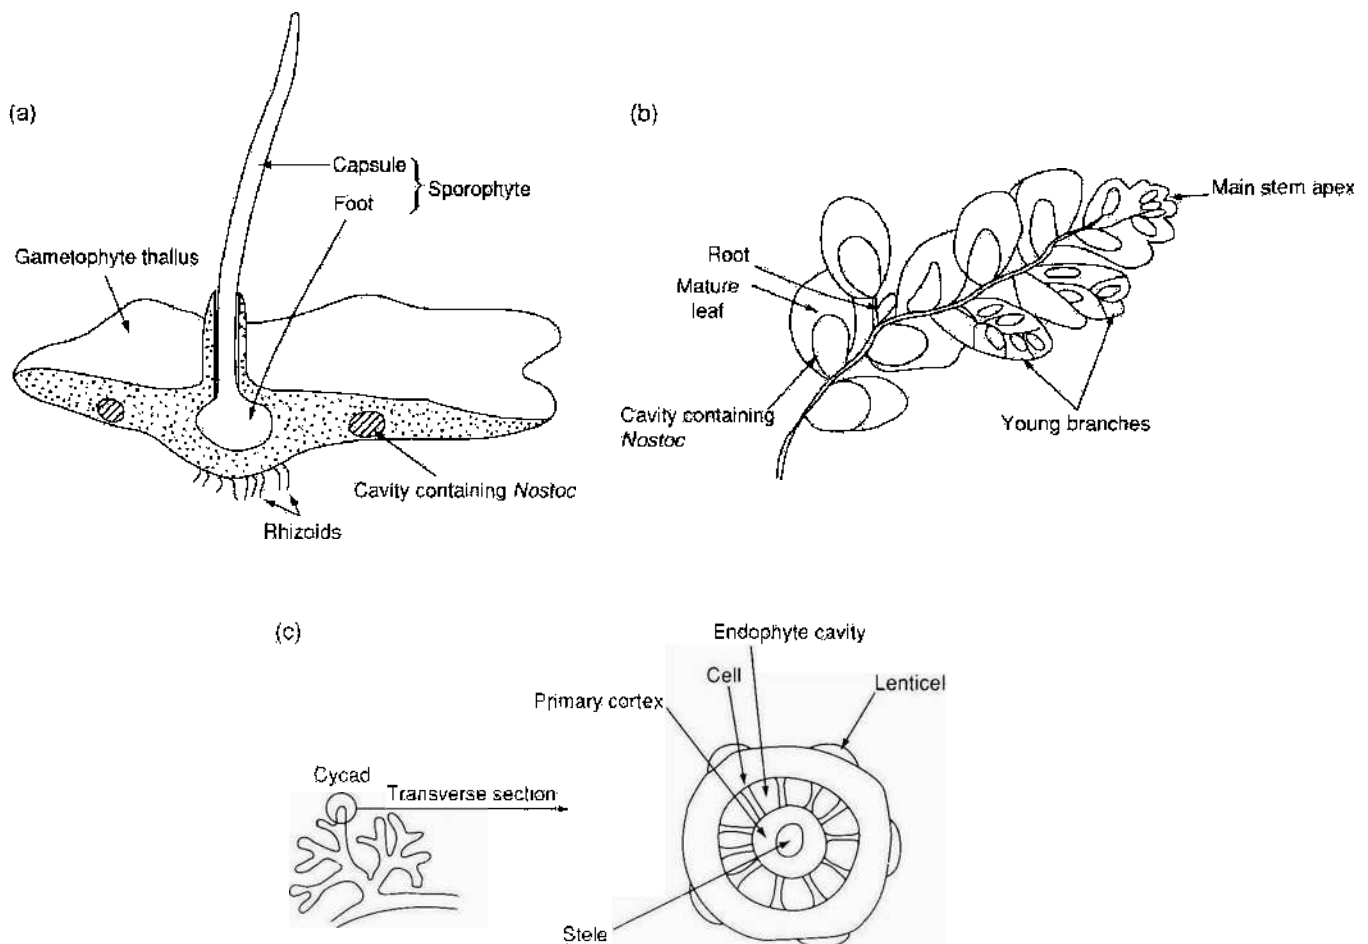 (a)
Capsule
Sporophyte
Foot
Gametophyte thallus
Cavity containing Nostoc
Rhizoids
(b)
Main stem apex
Root
Mature
leaf
Cavity containing
Nostoc
Young branches
(c)
Endophyte cavity
Cell
Lenticel
Primary cortex
Cycad
Transverse section
Stele